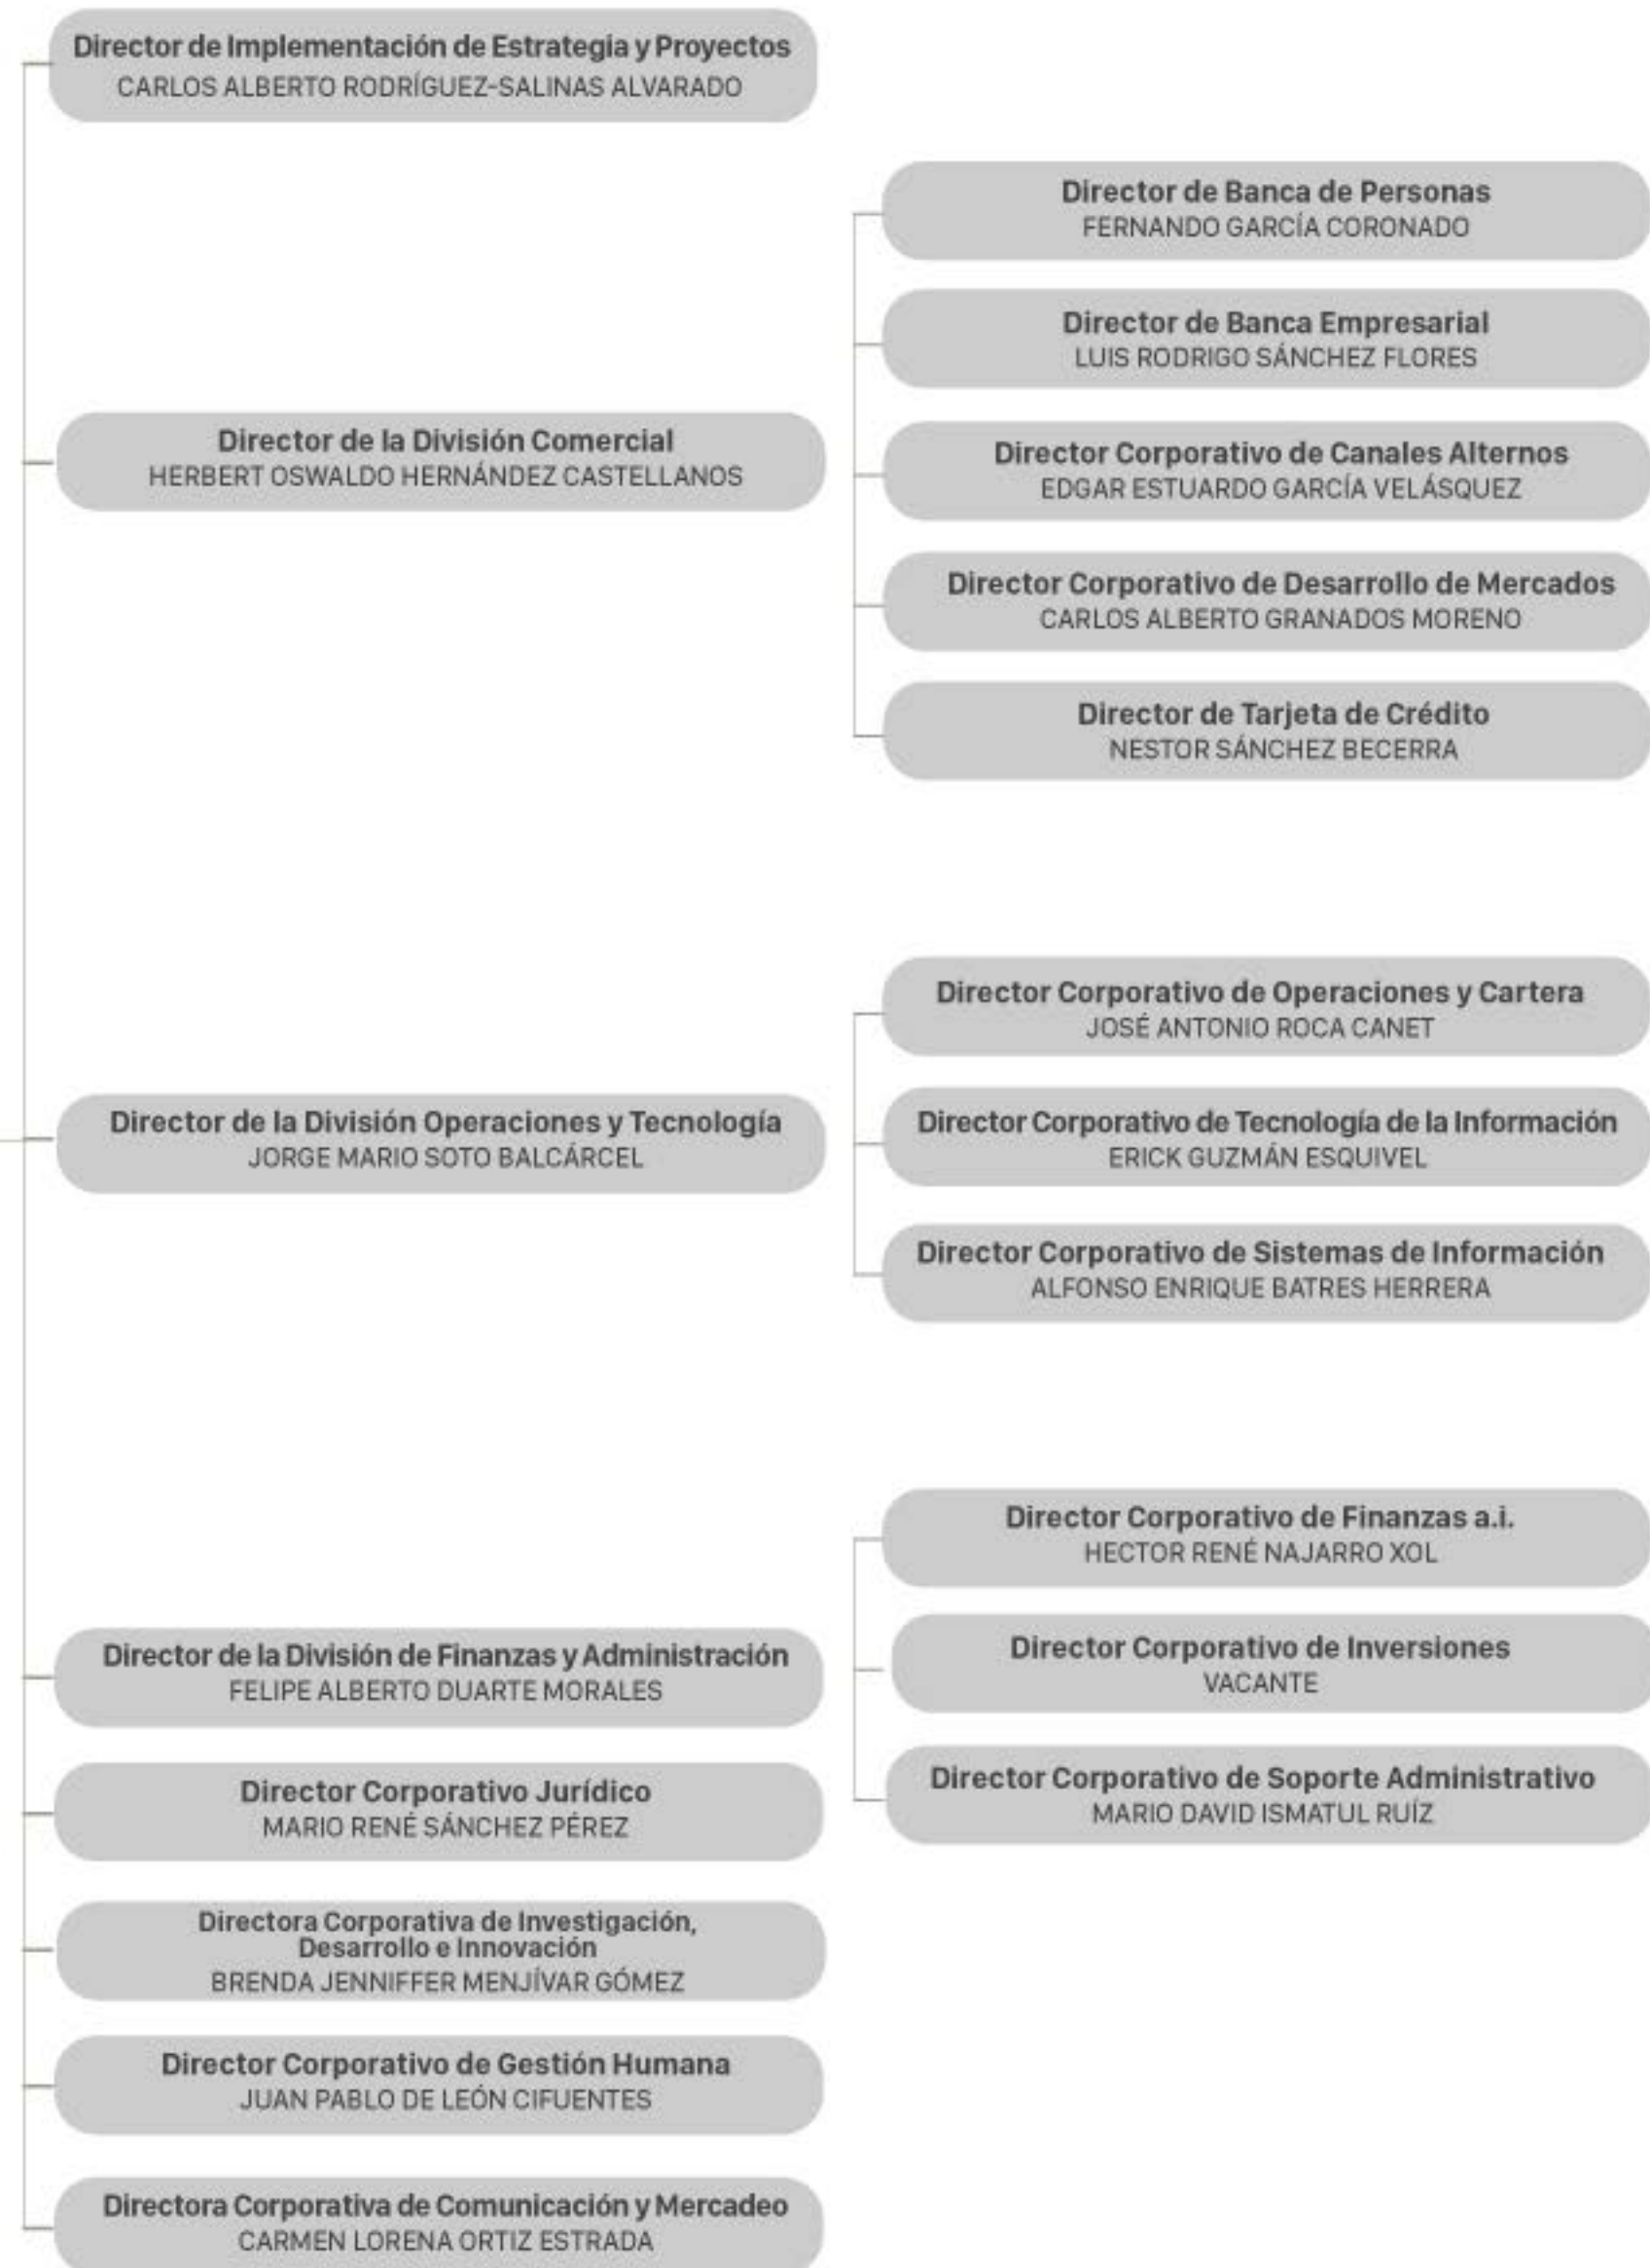 Director de Implementación de Estrategia y Proyectos
CARLOS ALBERTO RODRÍGUEZ-SALINAS ALVARADO
Director de la División Comercial
HERBERT OSWALDO HERNÁNDEZ CASTELLANOS
Director de Banca de Personas
FERNANDO GARCÍA CORONADO
Director de Banca Empresarial
LUIS RODRIGO SÁNCHEZ FLORES
Director Corporativo de Canales Alternos
EDGAR ESTUARDO GARCÍA VELÁSQUEZ
Director Corporativo de Desarrollo de Mercados
CARLOS ALBERTO GRANADOS MORENO
Director de Tarjeta de Crédito
NESTOR SÁNCHEZ BECERRA
Director de la División Operaciones y Tecnología
JORGE MARIO SOTO BALCÁRCEL
Director Corporativo de Operaciones y Cartera
JOSÉ ANTONIO ROCA CANET
Director Corporativo de Tecnología de la Información
ERICK GUZMÁN ESQUIVEL
Director Corporativo de Sistemas de Información
ALFONSO ENRIQUE BATRES HERRERA
Director de la División de Finanzas y Administración
FELIPE ALBERTO DUARTE MORALES
Director Corporativo de Finanzas a.i.
HECTOR RENÉ NAJARRO XOL
Director Corporativo de Inversiones
VACANTE
Director Corporativo de Soporte Administrativo
MARIO DAVID ISMATUL RUÍZ
Director Corporativo Jurídico
MARIO RENÉ SÁNCHEZ PÉREZ
Directora Corporativa de Investigación,
Desarrollo e Innovación
BRENDA JENNIFFER MENJÍVAR GÓMEZ
Director Corporativo de Gestión Humana
JUAN PABLO DE LEÓN CIFUENTES
Directora Corporativa de Comunicación y Mercadeo
CARMEN LORENA ORTIZ ESTRADA